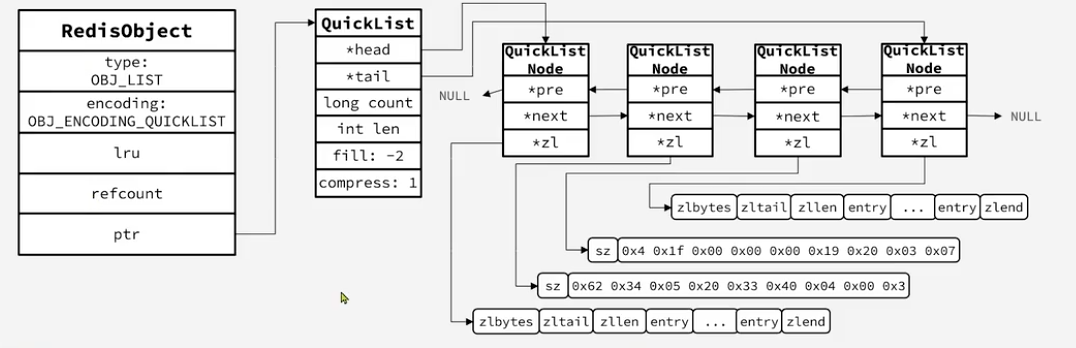 RedisObject
type:
OBJ_LIST
encoding:
OBJ_ENCODING_QUICKLIST
lru
refcount
ptr
QuickList
*head
*tail
long count
int len
fill: -2
compress: 1
NULL
QuickList
Node
*pre
*next
*zl
QuickList
Node
*pre
*next
*zl
QuickList
Node
*pre
*next
*zl
QuickList
Node
*pre
*next
*zl
NULL
zlbytes zltail zllen entry ... entry zlend
sz 0x4 0x1f 0x00 0x00 0x00 0x19 0x20 0x03 0x07
sz 0x62 0x34 0x05 0x20 0x33 0x40 0x04 0x00 0x3
zlbytes zltail zllen entry ... entry zlend